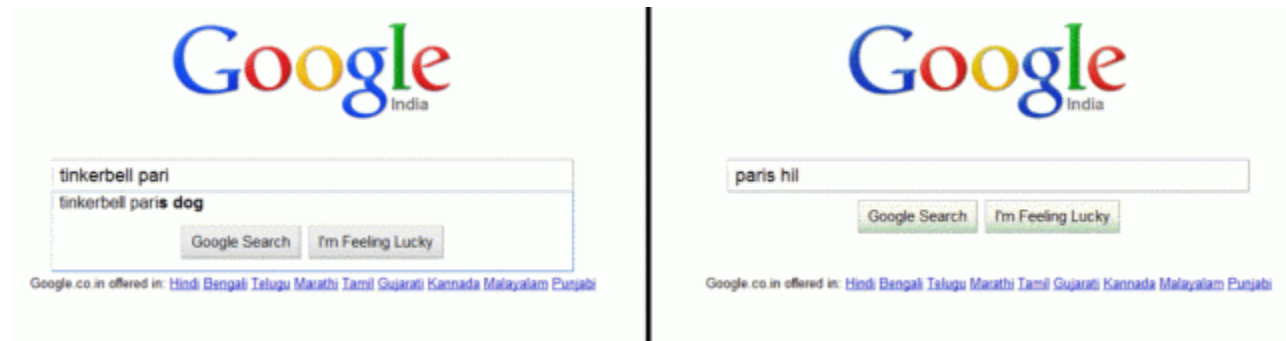 Google
India
tinkerbell pari
tinkerbell paris dog
Google Search I'm Feeling Lucky
Google.co.in offered in: Hindi Bengali Telugu Marathi Tamil Gujarati Kannada Malayalam Punjabi
Google
India
paris hil
Google Search I'm Feeling Lucky
Google.co.in offered in: Hindi Bengali Telugu Marathi Tamil Gujarati Kannada Malayalam Punjabi